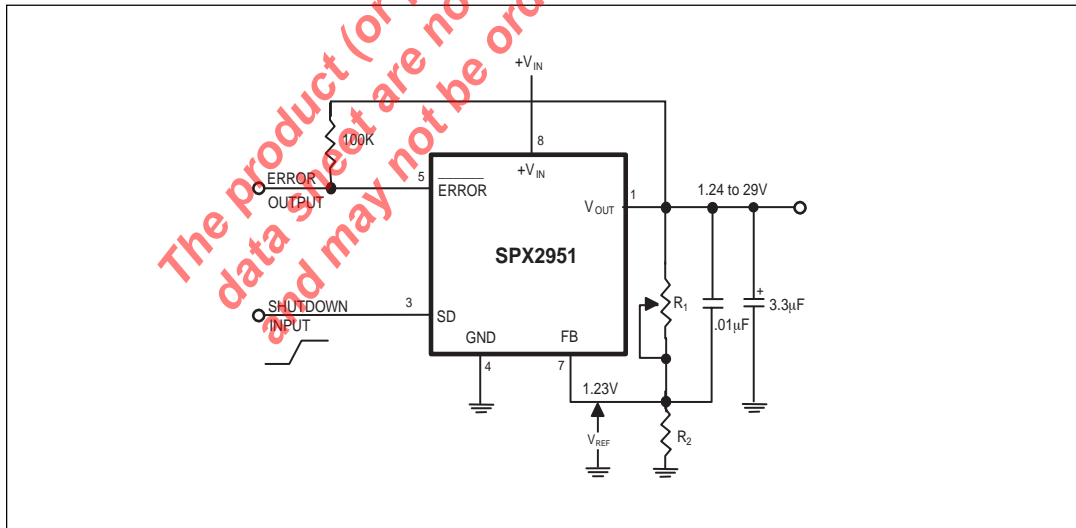 The product (or
data sheet are no
and may not be ord
+V_IN
100K
8
+V_IN
ERROR
OUTPUT
5
ERROR
1
V_OUT
1.24 to 29V
SPX2951
SHUTDOWN
INPUT
3
SD
GND
FB
4
7
R_1
.01µF
+
3.3µF
1.23V
V_REF
R_2